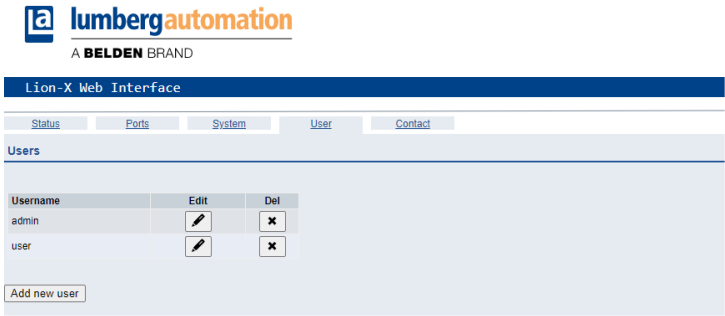 la lumbergautomation
A BELDEN BRAND
Lion-X Web Interface
Status Ports System User Contact
Users
Username Edit Del
admin
user
Add new user